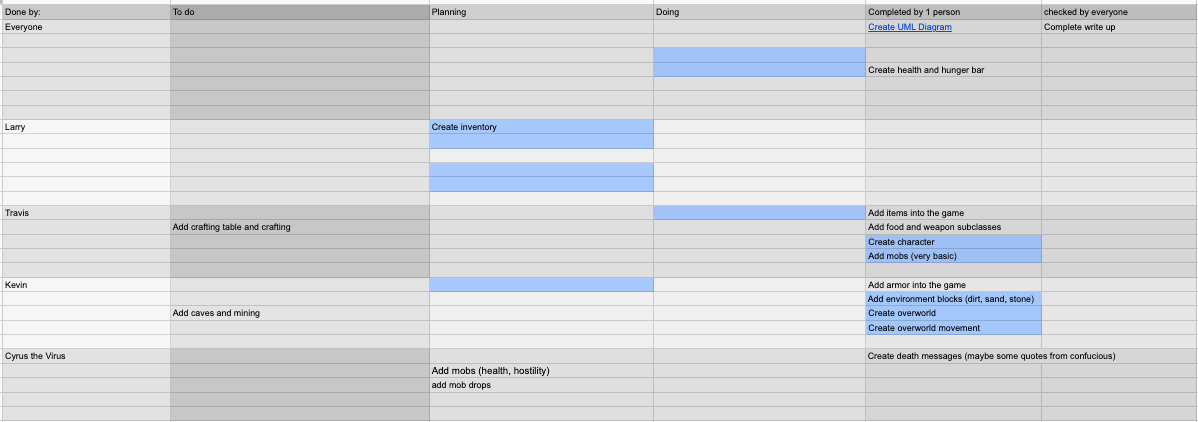 Done by: To do Planning Doing Completed by 1 person checked by everyone
Everyone Create UML Diagram Complete write up
Create health and hunger bar
Larry Create inventory
Travis Add items into the game
Add crafting table and crafting Add food and weapon subclasses
Create character
Add mobs (very basic)
Kevin Add armor into the game
Add environment blocks (dirt, sand, stone)
Add caves and mining Create overworld
Create overworld movement
Cyrus the Virus Create death messages (maybe some quotes from confucious)
Add mobs (health, hostility)
add mob drops